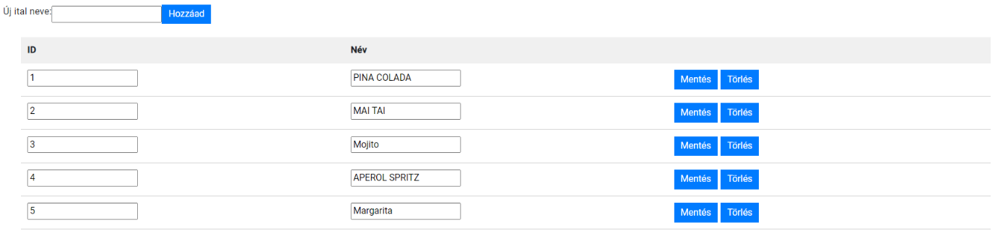 Új ital neve: Hozzáad
ID Név
1 PINA COLADA Mentés Törlés
2 MAI TAI Mentés Törlés
3 Mojito Mentés Törlés
4 APEROL SPRITZ Mentés Törlés
5 Margarita Mentés Törlés